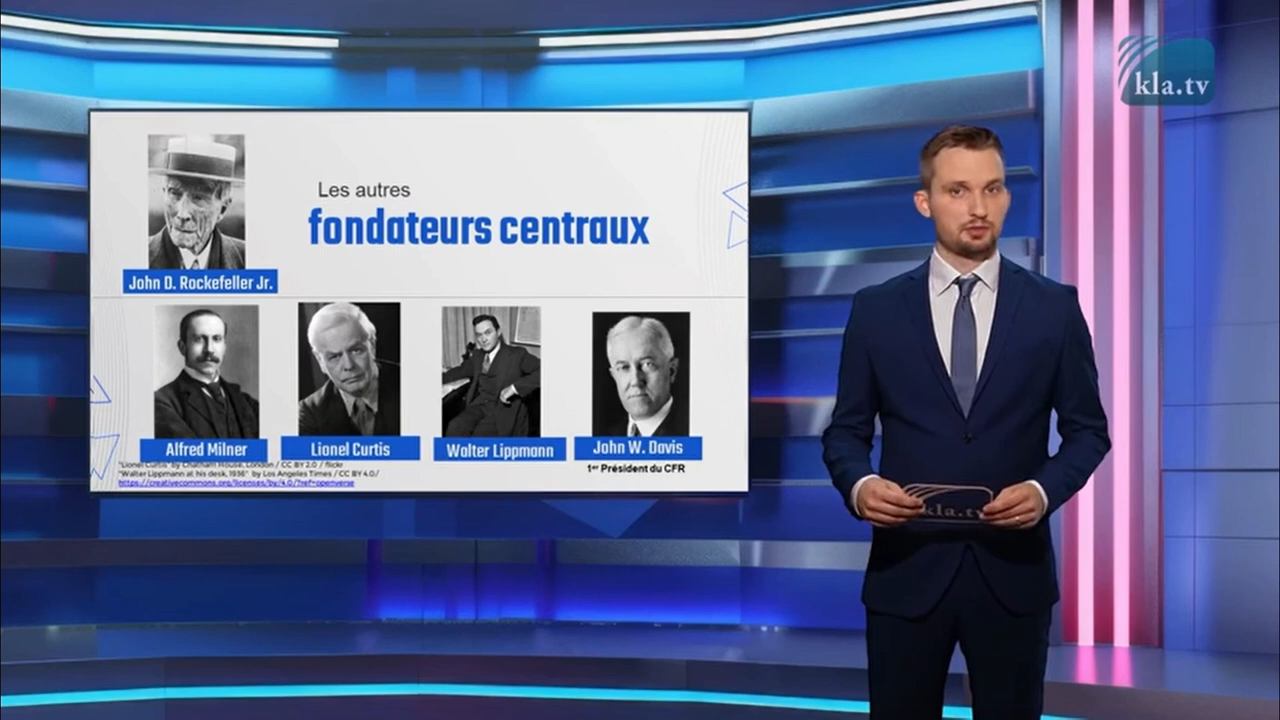 kla.tv
Les autres
fondateurs centraux
John D. Rockefeller Jr.
Alfred Milner
Lionel Curtis
Walter Lippmann
John W. Davis
1er Président du CFR
"Lionel Curtis" by Chatham House, London / CC BY 2.0 / flickr
"Walter Lippmann at his desk, 1936" by Los Angeles Times / CC BY 4.0/
https://creativecommons.org/licenses/by/4.0/?ref=openverse
kla.tv